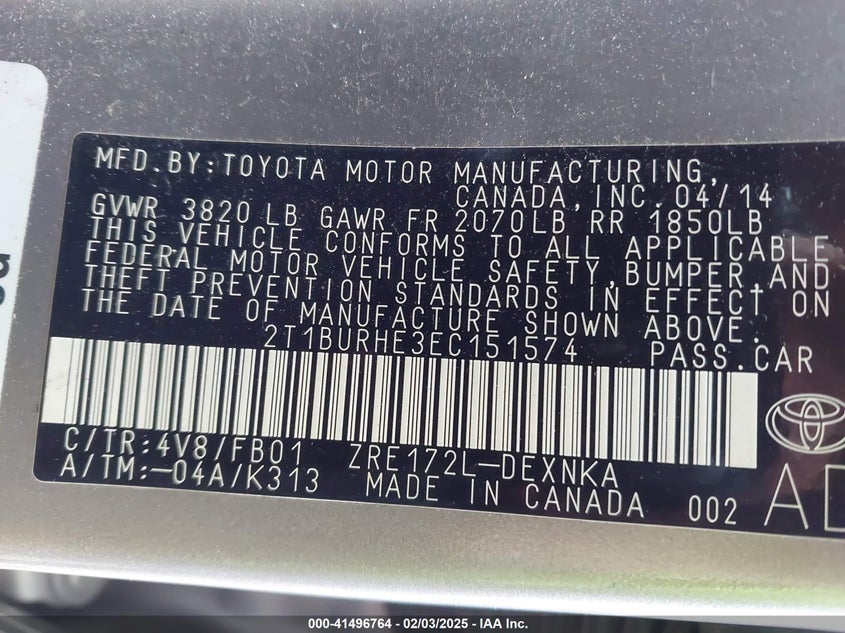 MFD.BY:TOYOTA MOTOR MANUFACTURING,
CANADA,INC. 04/14
GVWR 3820 LB GAWR FR 2070LB, RR 1850LB
THIS VEHICLE CONFORMS TO ALL APPLICABLE
FEDERAL MOTOR VEHICLE SAFETY,BUMPER,AND
THEFT PREVENTION STANDARDS IN EFFECT ON
THE DATE OF MANUFACTURE SHOWN ABOVE.
2T1BURHE3EC151574 PASS.CAR
C/TR:4V8/FB01 ZRE172L-DEXNKA
A/TM:-04A/K313 MADE IN CANADA 002
000-41496764 / 02/03/2025 - IAA Inc.